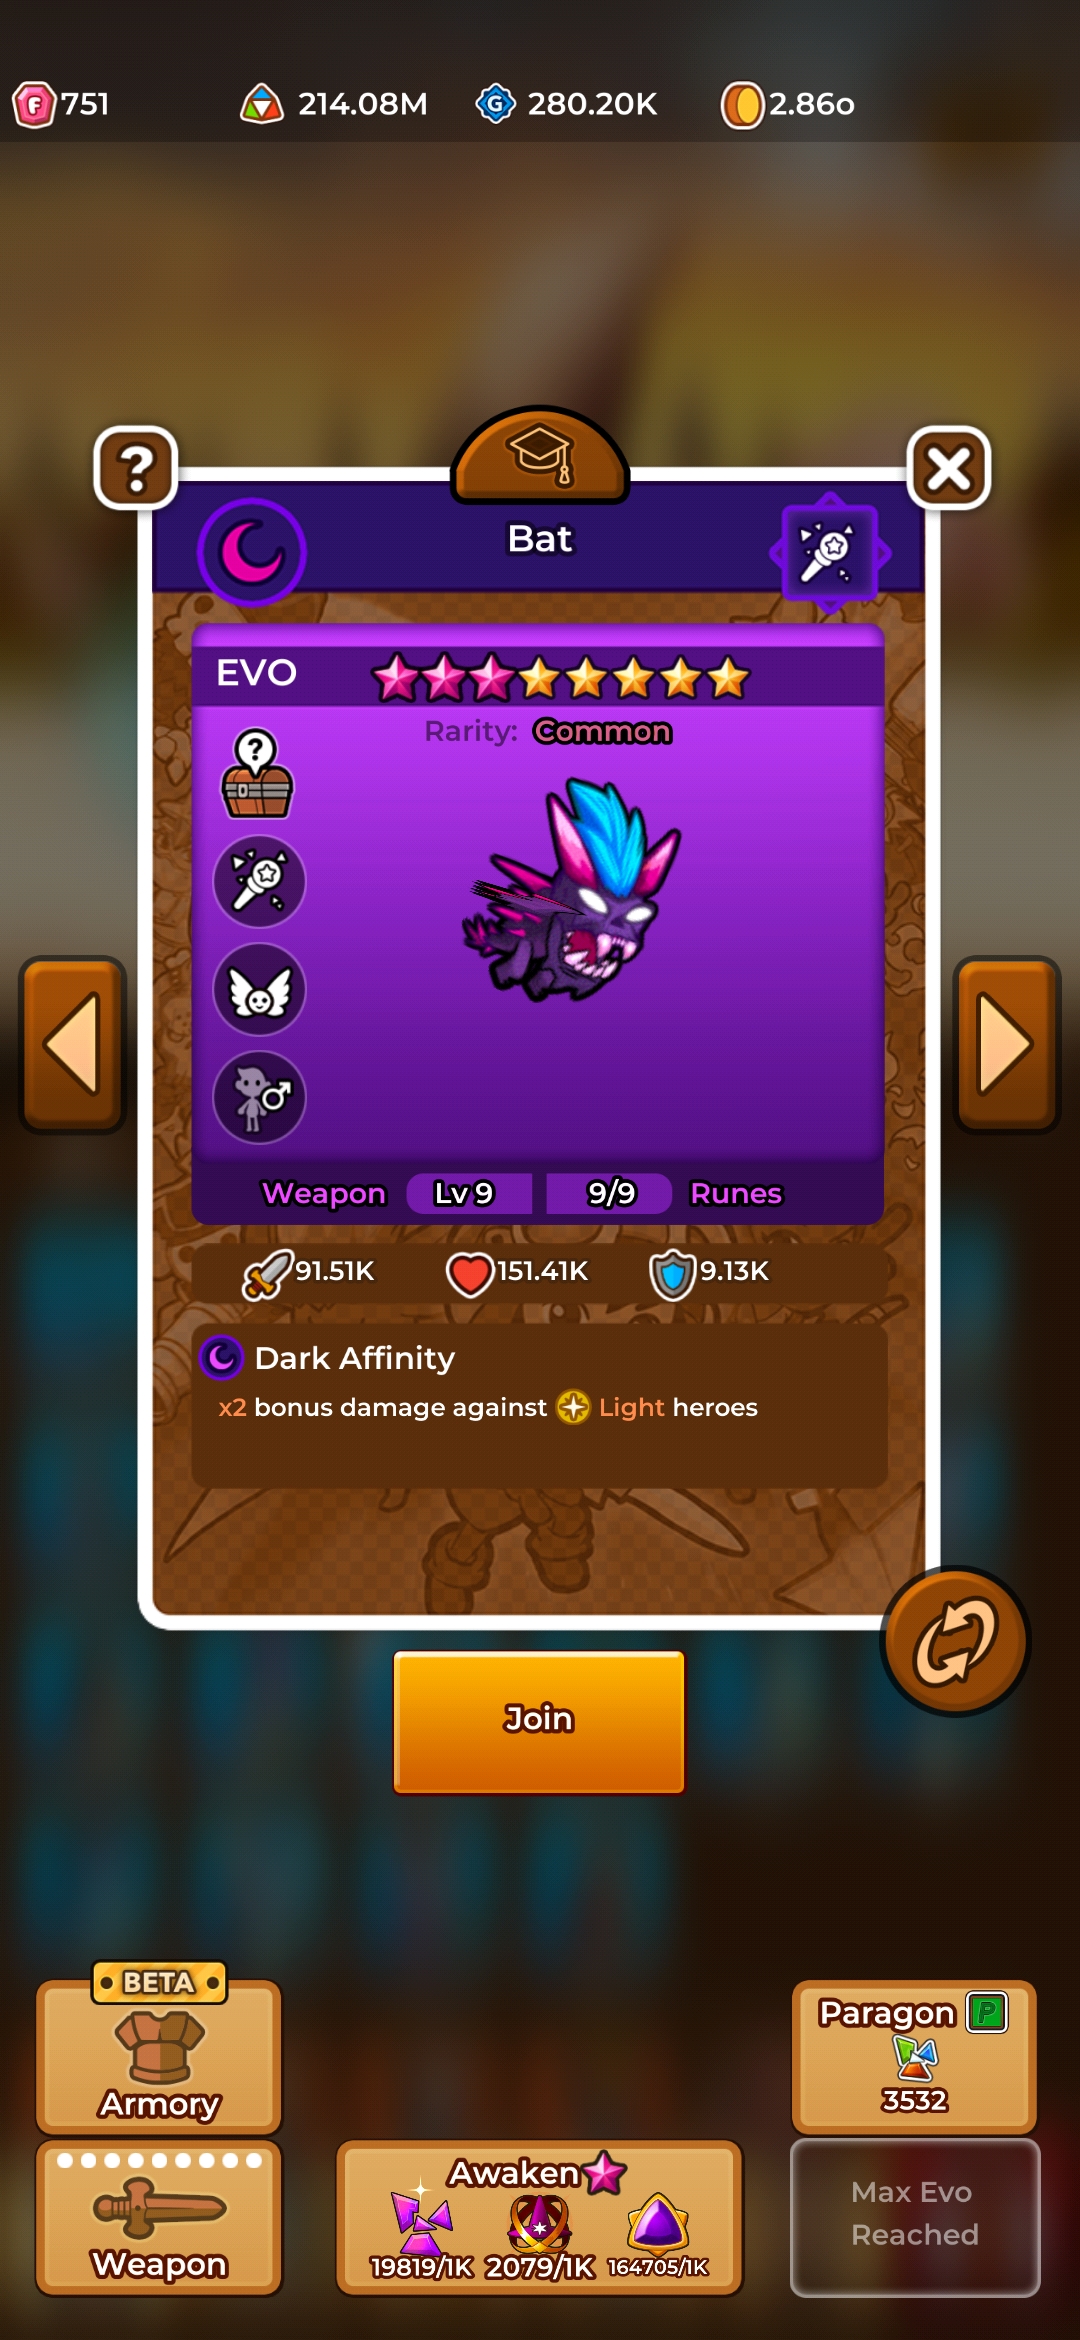 F 751 214.08M G 280.20K 2.86o
?
Bat
EVO
Rarity: Common
?
Weapon Lv 9 9/9 Runes
91.51K 151.41K 9.13K
Dark Affinity
x2 bonus damage against Light heroes
Join
BETA
Armory
Paragon P
3532
Weapon
Awaken
19819/1K 2079/1K 164705/1K
Max Evo
Reached